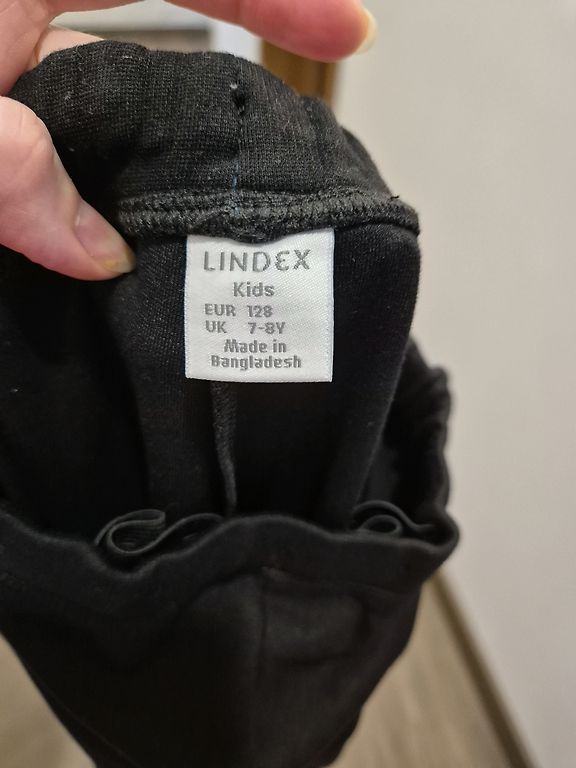 LINDEX
Kids
EUR 128
UK 7-8Y
Made in
Bangladesh